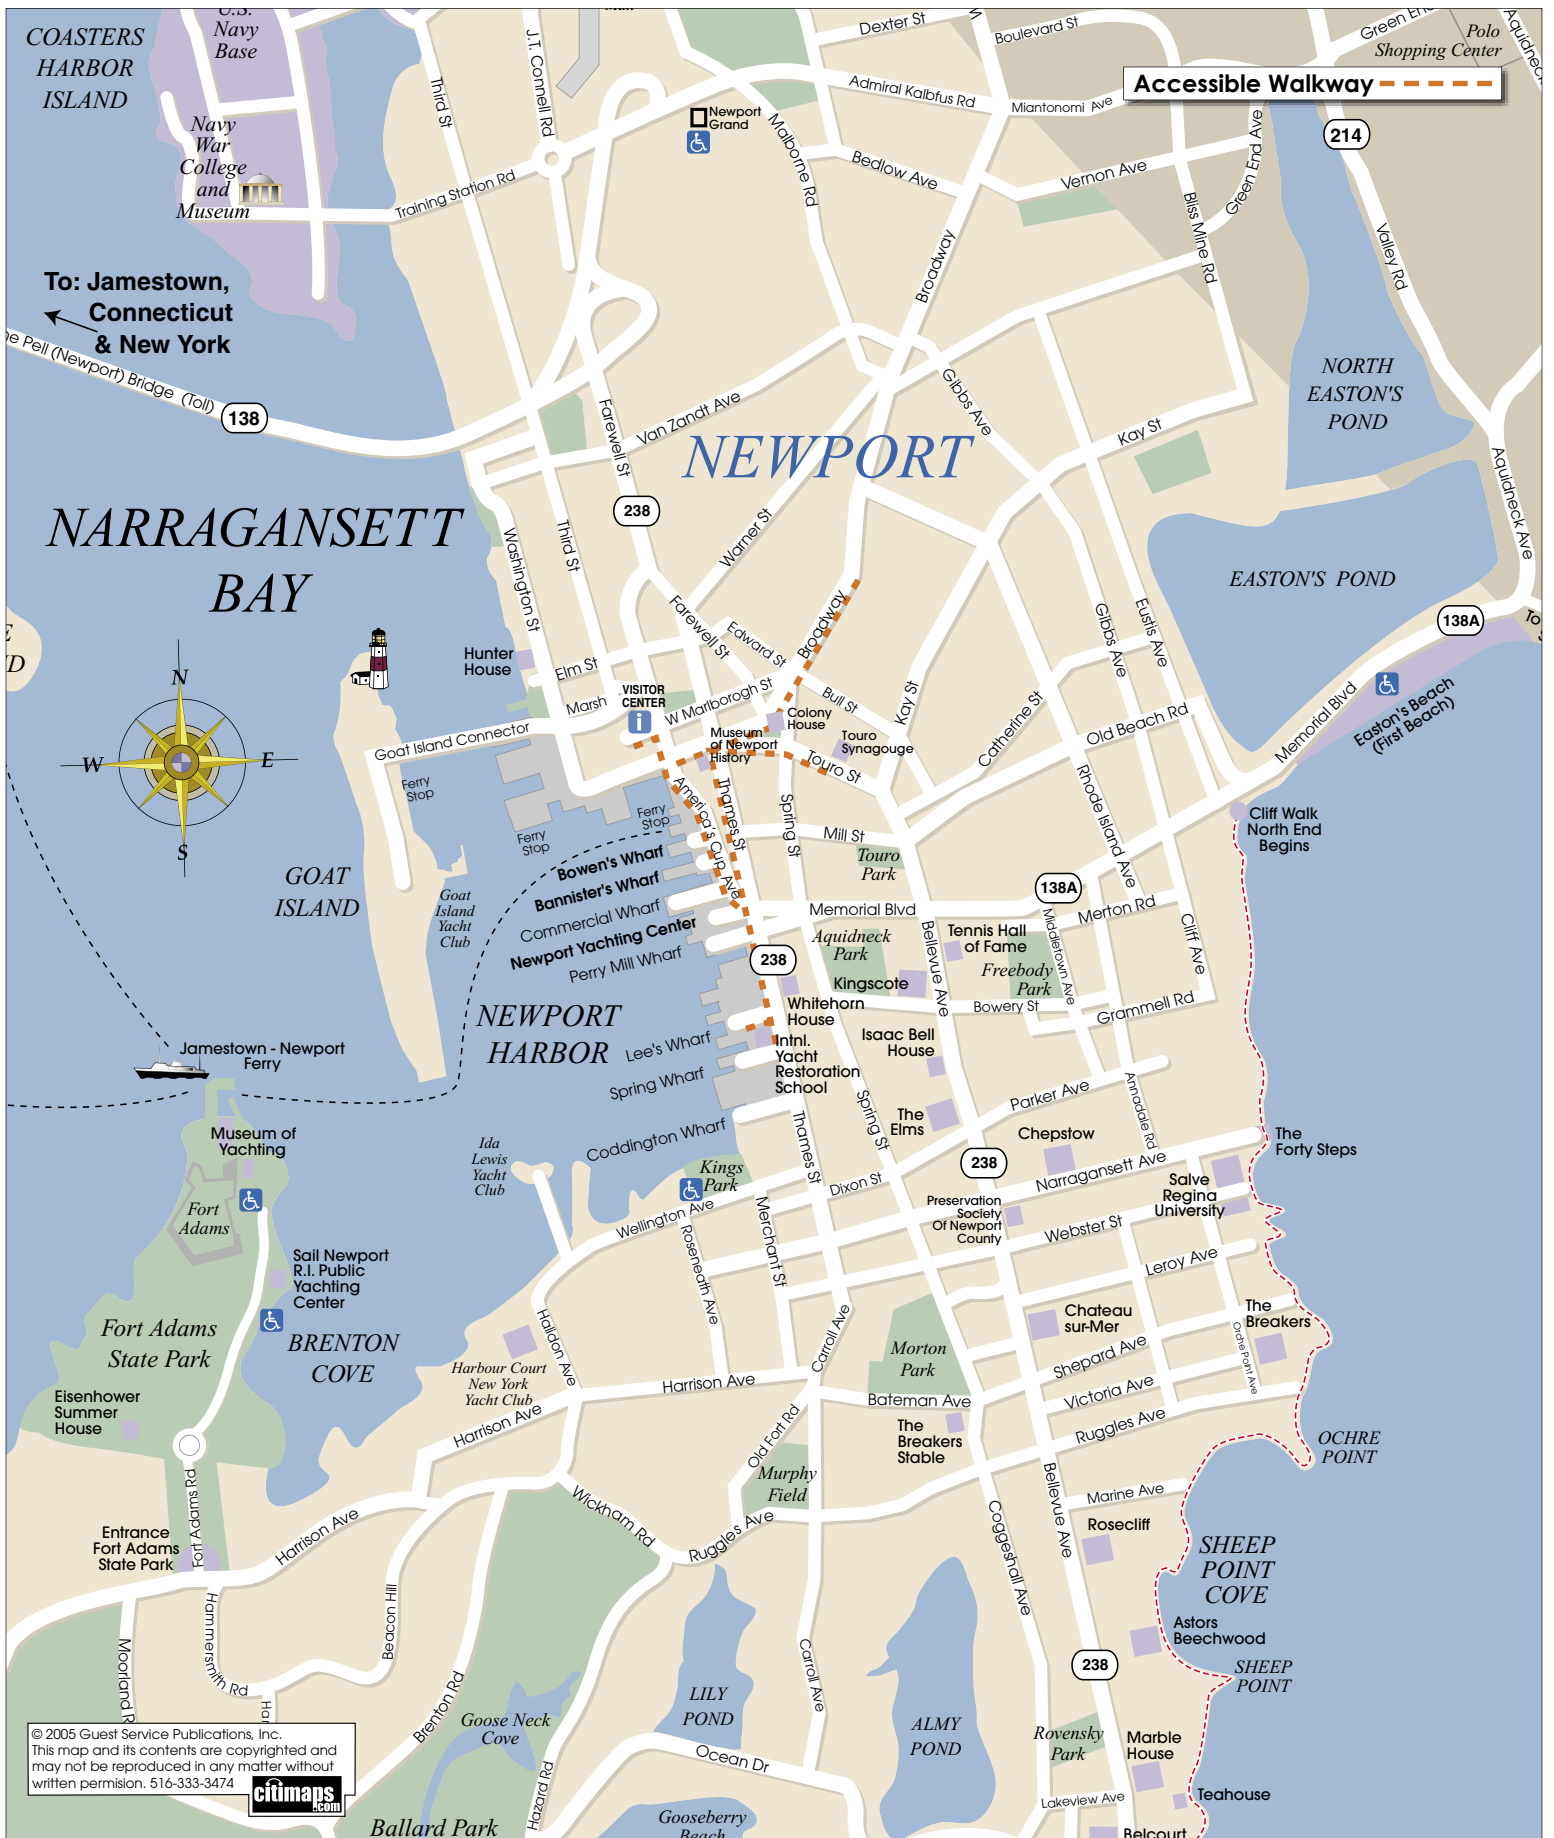 COASTERS
HARBOR
ISLAND
U.S.
Navy
Base
Navy
War
College
and
Museum
Training Station Rd
Third St
J.T. Connell Rd
Newport
Grand
Dexter St
Boulevard St
Admiral Kalbfus Rd
Miantonomi Ave
Malborne Rd
Bedlow Ave
Vernon Ave
Broadway
Bliss Mine Rd
Green End Ave
Green End
Polo
Shopping Center
Aquidneck
Accessible Walkway
214
Valley Rd
To: Jamestown,
Connecticut
& New York
he Pell (Newport) Bridge (Toll)
138
NORTH
EASTON'S
POND
Gibbs Ave
Kay St
Van Zandt Ave
Farewell St
NEWPORT
238
Warner St
Third St
Washington St
NARRAGANSETT
BAY
Aquidneck Ave
EASTON'S POND
138A
To
Memorial Blvd
Easton's Beach
(First Beach)
N
W
E
S
Hunter
House
Elm St
Marsh
VISITOR
CENTER
W Marlborogh St
Farewell St
Edward St
Broadway
Bull St
Kay St
Gibbs Ave
Eustis Ave
Catherine St
Old Beach Rd
Rhode Island Ave
Colony
House
Touro
Synagouge
Museum
of Newport
History
Touro St
Goat Island Connector
Ferry
Stop
Ferry
Stop
Ferry
Stop
America's Cup Ave
Thames St
Spring St
Mill St
Touro
Park
Cliff Walk
North End
Begins
GOAT
ISLAND
Goat
Island
Yacht
Club
Bowen's Wharf
Bannister's Wharf
Commercial Wharf
Newport Yachting Center
Perry Mill Wharf
Memorial Blvd
138A
Merton Rd
Cliff Ave
Middletown Ave
Aquidneck
Park
Kingscote
Bellevue Ave
Tennis Hall
of Fame
Freebody
Park
Bowery St
Grammell Rd
238
Whitehorn
House
Intnl.
Yacht
Restoration
School
Isaac Bell
House
NEWPORT
HARBOR
Lee's Wharf
Spring Wharf
Coddington Wharf
Jamestown - Newport
Ferry
Museum of
Yachting
Fort
Adams
Sail Newport
R.I. Public
Yachting
Center
Fort Adams
State Park
BRENTON
COVE
Eisenhower
Summer
House
Ida
Lewis
Yacht
Club
Kings
Park
Wellington Ave
Thames St
Spring St
Dixon St
The
Elms
Parker Ave
Annadale Rd
Chepstow
238
Narragansett Ave
The
Forty Steps
Salve
Regina
University
Preservation
Society
Of Newport
County
Webster St
Leroy Ave
Roseneath Ave
Merchant St
Carroll Ave
Halidon Ave
Harbour Court
New York
Yacht Club
Harrison Ave
Harrison Ave
Morton
Park
Bateman Ave
Chateau
sur-Mer
Shepard Ave
The
Breakers
Ochre Point Ave
Victoria Ave
Ruggles Ave
The
Breakers
Stable
Old Fort Rd
Murphy
Field
OCHRE
POINT
Fort Adams Rd
Entrance
Fort Adams
State Park
Harrison Ave
Wickham Rd
Ruggles Ave
Coggeshall Ave
Bellevue Ave
Marine Ave
Rosecliff
SHEEP
POINT
COVE
Astors
Beechwood
SHEEP
POINT
238
Moorland R
Hammersmith Rd
Har
Beacon Hill
Brenton Rd
Goose Neck
Cove
Hazard Rd
LILY
POND
Carroll Ave
ALMY
POND
Ocean Dr
Rovensky
Park
Marble
House
Lakeview Ave
Teahouse
Belcourt
Gooseberry
Beach
Ballard Park
© 2005 Guest Service Publications, Inc.
This map and its contents are copyrighted and
may not be reproduced in any matter without
written permision. 516-333-3474
citimaps
.com